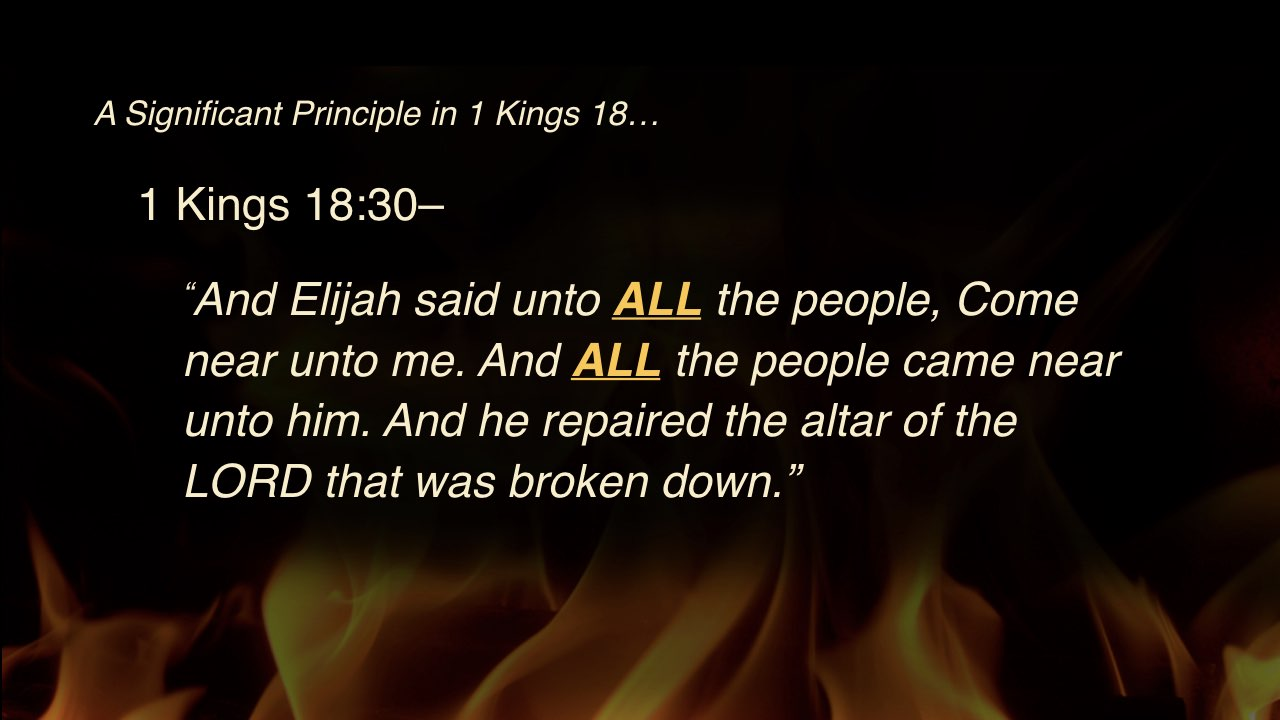 A Significant Principle in 1 Kings 18…
1 Kings 18:30–
“And Elijah said unto ALL the people, Come
near unto me. And ALL the people came near
unto him. And he repaired the altar of the
LORD that was broken down.”